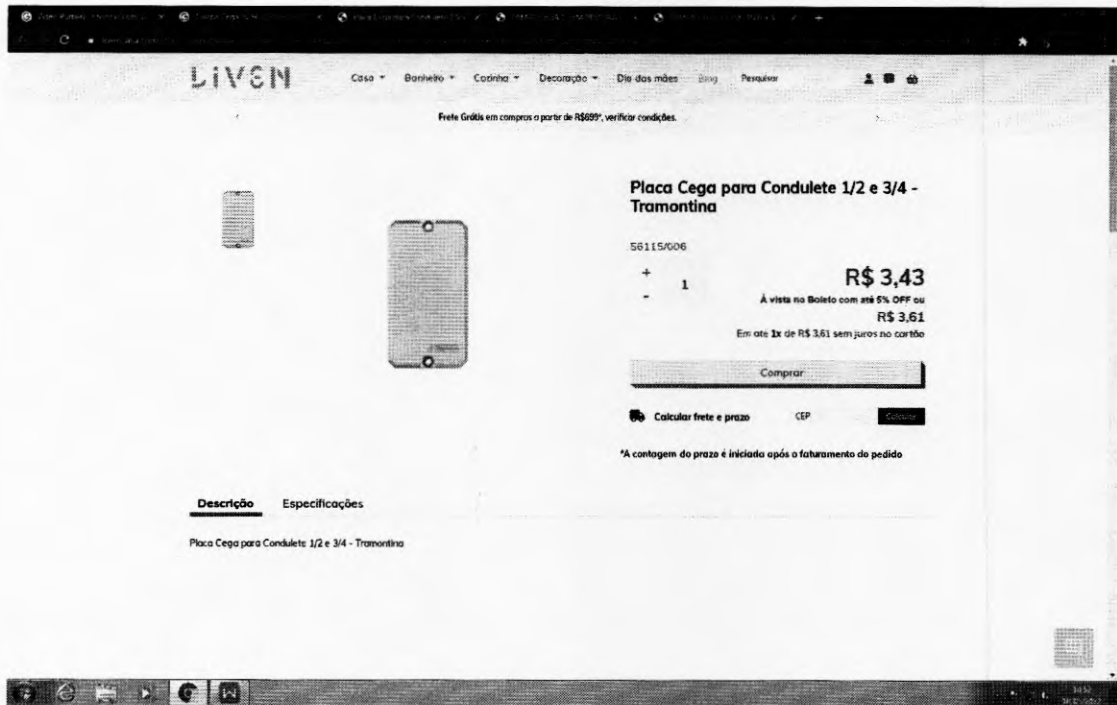 LIVEN
Casa Banheiro Cozinha Decoração Dia das mães Blog Pesquisar
Frete Grátis em compras a partir de R$699*, verificar condições.
Placa Cega para Condulete 1/2 e 3/4 -
Tramontina
56115/006
+
1
-
R$ 3,43
À vista no Boleto com até 5% OFF ou
R$ 3,61
Em até 1x de R$ 3,61 sem juros no cartão
Comprar
Calcular frete e prazo CEP Calcular
*A contagem do prazo é iniciada após o faturamento do pedido
Descrição Especificações
Placa Cega para Condulete 1/2 e 3/4 - Tramontina